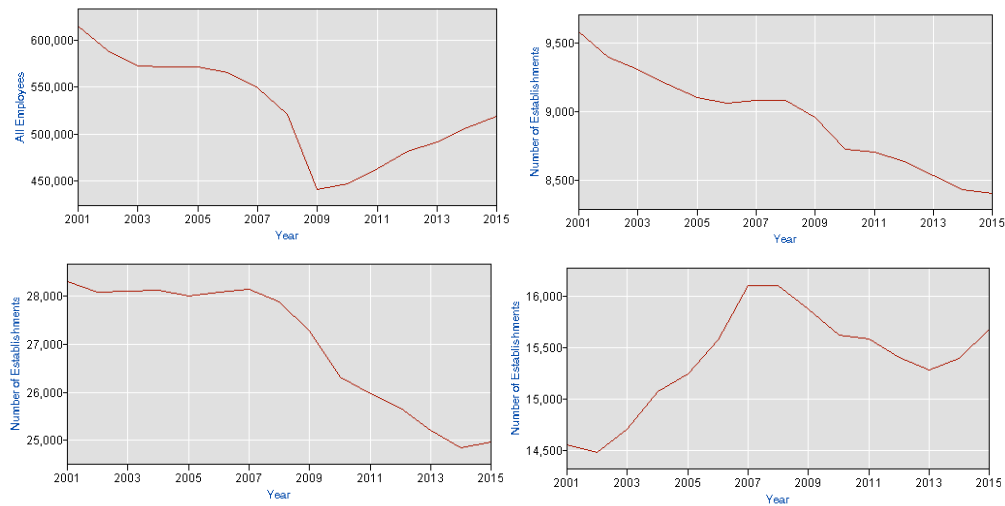 All Employees
600,000
550,000
500,000
450,000
2001 2003 2005 2007 2009 2011 2013 2015
Year
Number of Establishments
9,500
9,000
8,500
2001 2003 2005 2007 2009 2011 2013 2015
Year
Number of Establishments
28,000
27,000
26,000
25,000
2001 2003 2005 2007 2009 2011 2013 2015
Year
Number of Establishments
16,000
15,500
15,000
14,500
2001 2003 2005 2007 2009 2011 2013 2015
Year